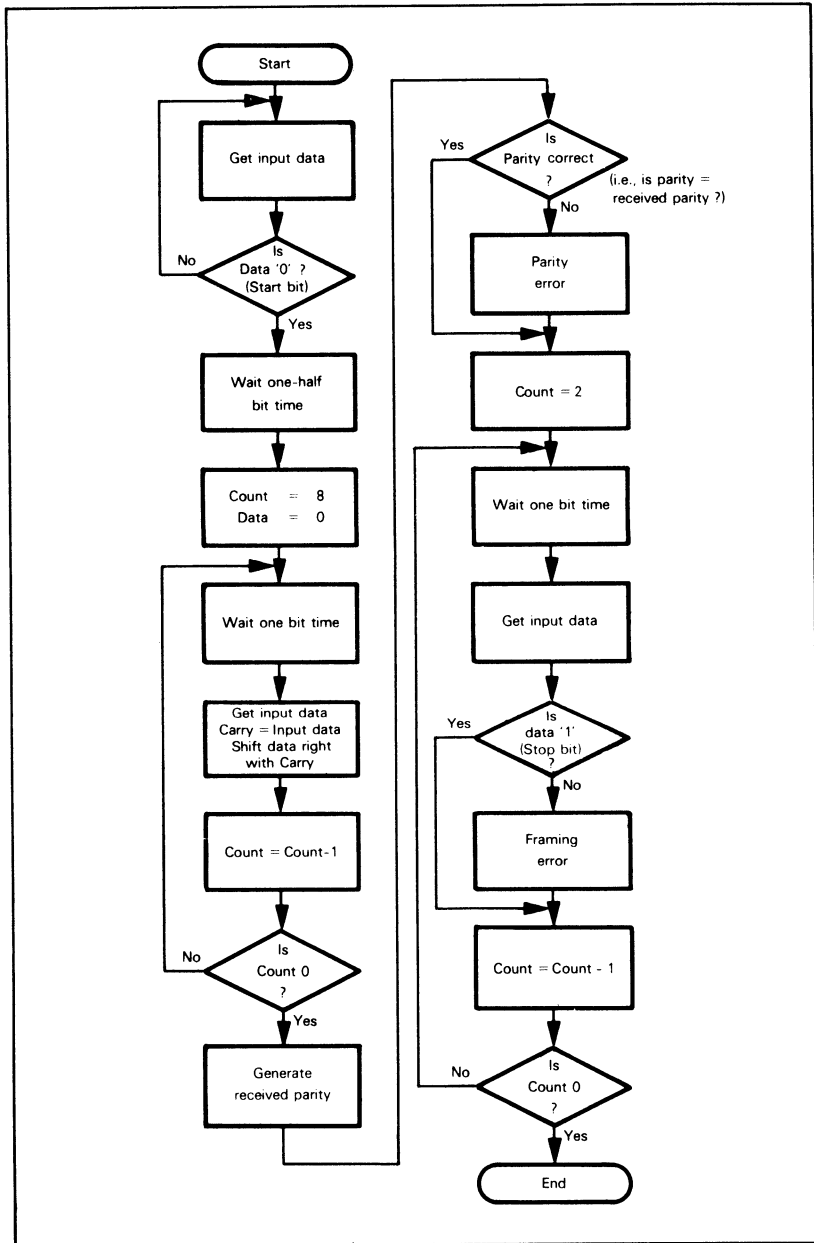 Start
Get input data
Is
Data '0' ?
(Start bit)
No
Yes
Wait one-half
bit time
Count = 8
Data = 0
Wait one bit time
Get input data
Carry = Input data
Shift data right
with Carry
Count = Count-1
Is
Count 0
?
No
Yes
Generate
received parity
Is
Parity correct
?
Yes
(i.e., is parity =
received parity ?)
No
Parity
error
Count = 2
Wait one bit time
Get input data
Is
data '1'
(Stop bit)
?
Yes
No
Framing
error
Count = Count - 1
Is
Count 0
?
No
Yes
End